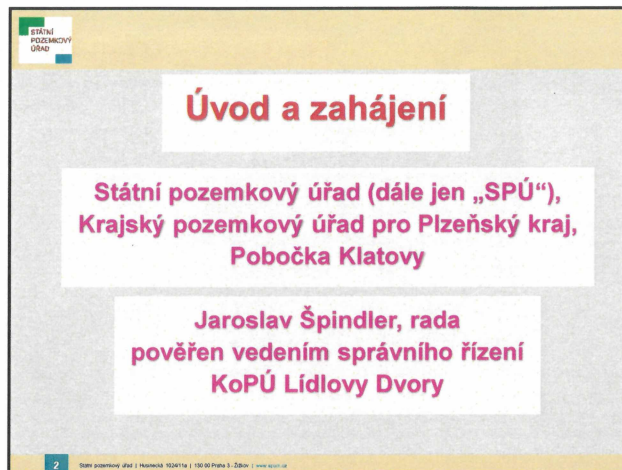 STÁTNÍ
POZEMKOVÝ
ÚŘAD
Úvod a zahájení
Státní pozemkový úřad (dále jen „SPÚ“),
Krajský pozemkový úřad pro Plzeňský kraj,
Pobočka Klatovy
Jaroslav Špindler, rada
pověřen vedením správního řízení
KoPÚ Lídlovy Dvory
2 Státní pozemkový úřad | Husinecká 1024/11a | 130 00 Praha 3 - Žižkov | www.spucr.cz